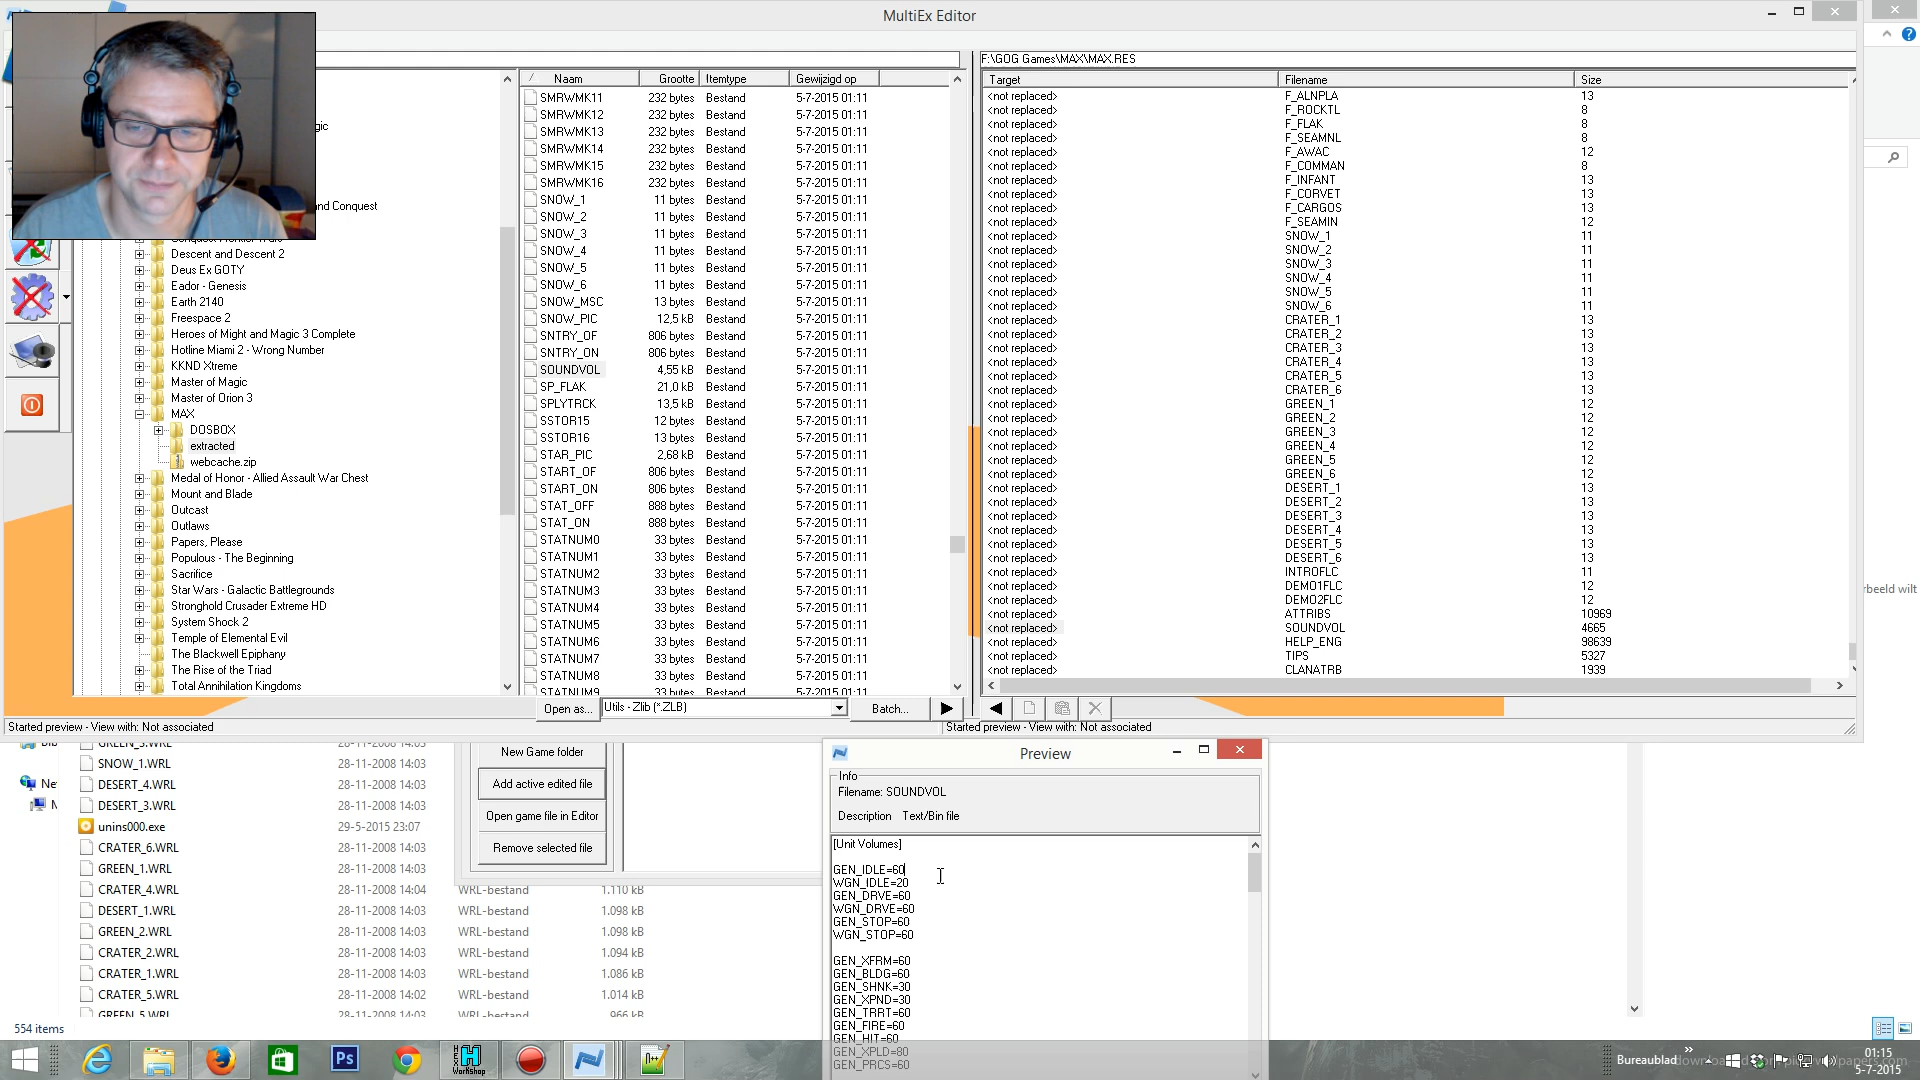 MultiEx Editor
F:\GOG Games\MAX\MAX.RES
Naam Grootte Itemtype Gewijzigd op
Target Filename Size
SMRWMK11 232 bytes Bestand 5-7-2015 01:11
SMRWMK12 232 bytes Bestand 5-7-2015 01:11
SMRWMK13 232 bytes Bestand 5-7-2015 01:11
SMRWMK14 232 bytes Bestand 5-7-2015 01:11
SMRWMK15 232 bytes Bestand 5-7-2015 01:11
SMRWMK16 232 bytes Bestand 5-7-2015 01:11
SNOW_1 11 bytes Bestand 5-7-2015 01:11
SNOW_2 11 bytes Bestand 5-7-2015 01:11
SNOW_3 11 bytes Bestand 5-7-2015 01:11
SNOW_4 11 bytes Bestand 5-7-2015 01:11
SNOW_5 11 bytes Bestand 5-7-2015 01:11
SNOW_6 11 bytes Bestand 5-7-2015 01:11
SNOW_MSC 13 bytes Bestand 5-7-2015 01:11
SNOW_PIC 12,5 kB Bestand 5-7-2015 01:11
SNTRY_OF 806 bytes Bestand 5-7-2015 01:11
SNTRY_ON 806 bytes Bestand 5-7-2015 01:11
SOUNDVOL 4,55 kB Bestand 5-7-2015 01:11
SP_FLAK 21,0 kB Bestand 5-7-2015 01:11
SPLYTRCK 13,5 kB Bestand 5-7-2015 01:11
SSTOR15 12 bytes Bestand 5-7-2015 01:11
SSTOR16 13 bytes Bestand 5-7-2015 01:11
STAR_PIC 2,68 kB Bestand 5-7-2015 01:11
START_OF 806 bytes Bestand 5-7-2015 01:11
START_ON 806 bytes Bestand 5-7-2015 01:11
STAT_OFF 888 bytes Bestand 5-7-2015 01:11
STAT_ON 888 bytes Bestand 5-7-2015 01:11
STATNUM0 33 bytes Bestand 5-7-2015 01:11
STATNUM1 33 bytes Bestand 5-7-2015 01:11
STATNUM2 33 bytes Bestand 5-7-2015 01:11
STATNUM3 33 bytes Bestand 5-7-2015 01:11
STATNUM4 33 bytes Bestand 5-7-2015 01:11
STATNUM5 33 bytes Bestand 5-7-2015 01:11
STATNUM6 33 bytes Bestand 5-7-2015 01:11
STATNUM7 33 bytes Bestand 5-7-2015 01:11
STATNUM8 33 bytes Bestand 5-7-2015 01:11
STATNUM9 33 bytes Bestand 5-7-2015 01:11
gic
nd Conquest
Descent and Descent 2
Deus Ex GOTY
Eador - Genesis
Earth 2140
Freespace 2
Heroes of Might and Magic 3 Complete
Hotline Miami 2 - Wrong Number
KKND Xtreme
Master of Magic
Master of Orion 3
MAX
DOSBOX
extracted
webcache.zip
Medal of Honor - Allied Assault War Chest
Mount and Blade
Outcast
Outlaws
Papers, Please
Populous - The Beginning
Sacrifice
Star Wars - Galactic Battlegrounds
Stronghold Crusader Extreme HD
System Shock 2
Temple of Elemental Evil
The Blackwell Epiphany
The Rise of the Triad
Total Annihilation Kingdoms
<not replaced> F_ALNPLA 13
<not replaced> F_ROCKTL 8
<not replaced> F_FLAK 8
<not replaced> F_SEAMNL 8
<not replaced> F_AWAC 12
<not replaced> F_COMMAN 8
<not replaced> F_INFANT 13
<not replaced> F_CORVET 13
<not replaced> F_CARGOS 13
<not replaced> F_SEAMIN 12
<not replaced> SNOW_1 11
<not replaced> SNOW_2 11
<not replaced> SNOW_3 11
<not replaced> SNOW_4 11
<not replaced> SNOW_5 11
<not replaced> SNOW_6 11
<not replaced> CRATER_1 13
<not replaced> CRATER_2 13
<not replaced> CRATER_3 13
<not replaced> CRATER_4 13
<not replaced> CRATER_5 13
<not replaced> CRATER_6 13
<not replaced> GREEN_1 12
<not replaced> GREEN_2 12
<not replaced> GREEN_3 12
<not replaced> GREEN_4 12
<not replaced> GREEN_5 12
<not replaced> GREEN_6 12
<not replaced> DESERT_1 13
<not replaced> DESERT_2 13
<not replaced> DESERT_3 13
<not replaced> DESERT_4 13
<not replaced> DESERT_5 13
<not replaced> DESERT_6 13
<not replaced> INTROFLC 11
<not replaced> DEMO1FLC 12
<not replaced> DEMO2FLC 12
<not replaced> ATTRIBS 10969
<not replaced> SOUNDVOL 4665
<not replaced> HELP_ENG 98639
<not replaced> TIPS 5327
<not replaced> CLANATRB 1939
rbeeld wilt
Open as... Utils - Zlib (*.ZLB) Batch...
Started preview - View with: Not associated
Started preview - View with: Not associated
GREEN_3.WRL 28-11-2008 14:03
SNOW_1.WRL 28-11-2008 14:03
DESERT_4.WRL 28-11-2008 14:03
DESERT_3.WRL 28-11-2008 14:03
unins000.exe 29-5-2015 23:07
CRATER_6.WRL 28-11-2008 14:03
GREEN_1.WRL 28-11-2008 14:03
CRATER_4.WRL 28-11-2008 14:04 WRL-bestand 1.110 kB
DESERT_1.WRL 28-11-2008 14:03 WRL-bestand 1.098 kB
GREEN_2.WRL 28-11-2008 14:03 WRL-bestand 1.098 kB
CRATER_2.WRL 28-11-2008 14:03 WRL-bestand 1.094 kB
CRATER_1.WRL 28-11-2008 14:03 WRL-bestand 1.086 kB
CRATER_5.WRL 28-11-2008 14:02 WRL-bestand 1.014 kB
GREEN_5.WRL 28-11-2008 14:03 WRL-bestand 966 kB
Bib
Ne
554 items
New Game folder
Add active edited file
Open game file in Editor
Remove selected file
Preview
Info
Filename: SOUNDVOL
Description Text/Bin file
[Unit Volumes]
GEN_IDLE=60
WGN_IDLE=20
GEN_DRVE=60
WGN_DRVE=60
GEN_STOP=60
WGN_STOP=60
GEN_XFRM=60
GEN_BLDG=60
GEN_SHNK=30
GEN_XPND=30
GEN_TRRT=60
GEN_FIRE=60
GEN_HIT=60
GEN_XPLD=80
GEN_PRCS=60
Ps
HEX WorkShop
Bureaublad
01:15
5-7-2015